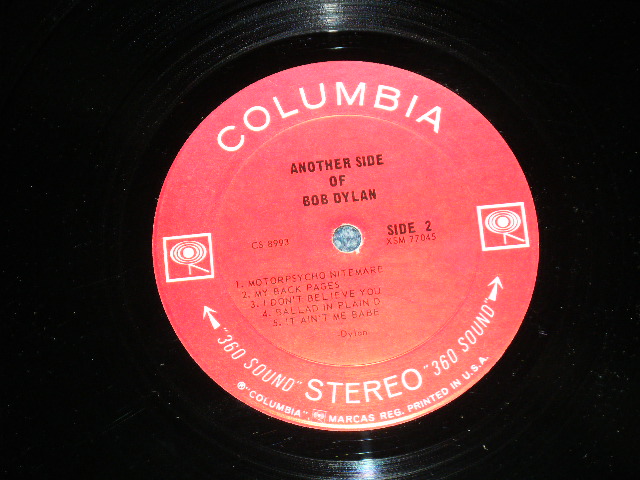 COLUMBIA
ANOTHER SIDE
OF
BOB DYLAN
CS 8993
SIDE 2
XSM 77045
1. MOTORPSYCHO NITEMARE
2. MY BACK PAGES
3. I DON'T BELIEVE YOU
4. BALLAD IN PLAIN D
5. IT AIN'T ME BABE
-Dylan-
"360 SOUND" STEREO "360 SOUND"
® "COLUMBIA" MARCAS REG. PRINTED IN U.S.A.